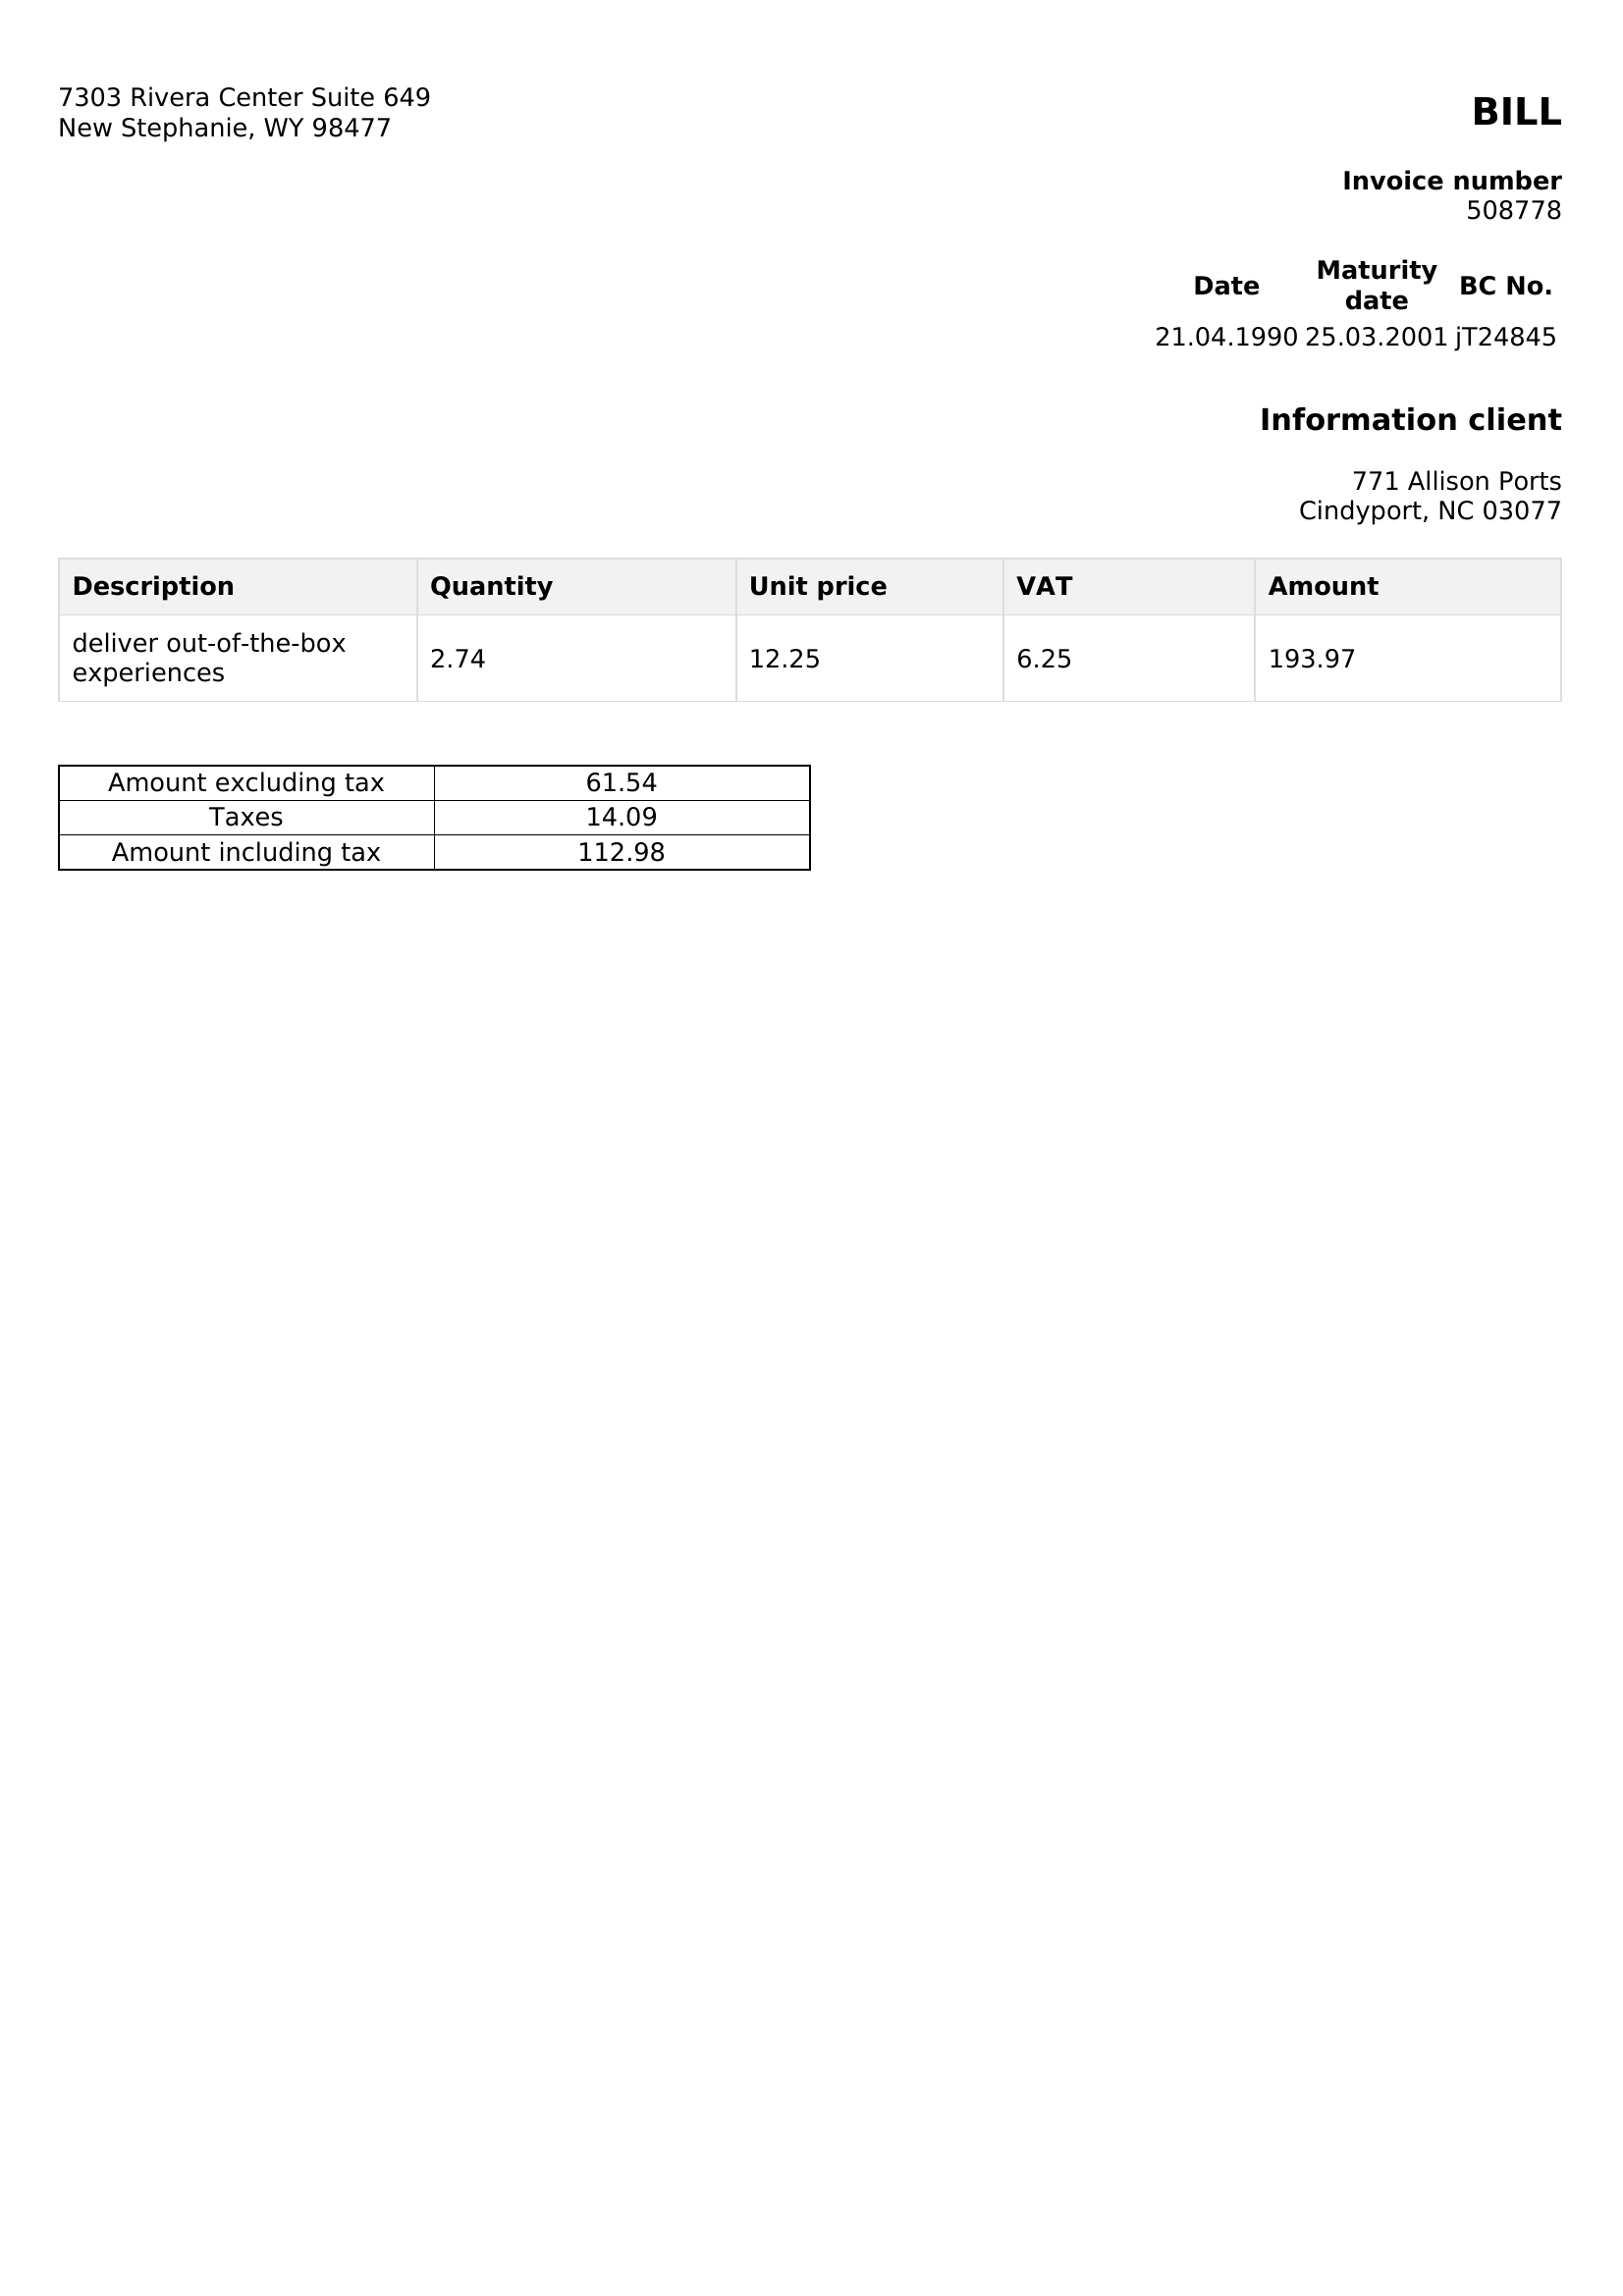 7303 Rivera Center Suite 649
New Stephanie, WY 98477
BILL
Invoice number
508778
Date Maturity date BC No.
21.04.1990 25.03.2001 jT24845
Information client
771 Allison Ports
Cindyport, NC 03077
Description Quantity Unit price VAT Amount
deliver out-of-the-box
experiences 2.74 12.25 6.25 193.97
Amount excluding tax 61.54
Taxes 14.09
Amount including tax 112.98